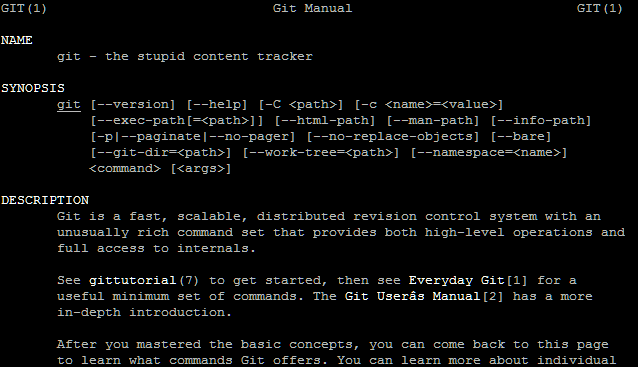 GIT(1) Git Manual GIT(1)
NAME
git - the stupid content tracker
SYNOPSIS
git [--version] [--help] [-C <path>] [-c <name>=<value>]
[--exec-path[=<path>]] [--html-path] [--man-path] [--info-path]
[-p|--paginate|--no-pager] [--no-replace-objects] [--bare]
[--git-dir=<path>] [--work-tree=<path>] [--namespace=<name>]
<command> [<args>]
DESCRIPTION
Git is a fast, scalable, distributed revision control system with an
unusually rich command set that provides both high-level operations and
full access to internals.
See gittutorial(7) to get started, then see Everyday Git[1] for a
useful minimum set of commands. The Git Userâs Manual[2] has a more
in-depth introduction.
After you mastered the basic concepts, you can come back to this page
to learn what commands Git offers. You can learn more about individual